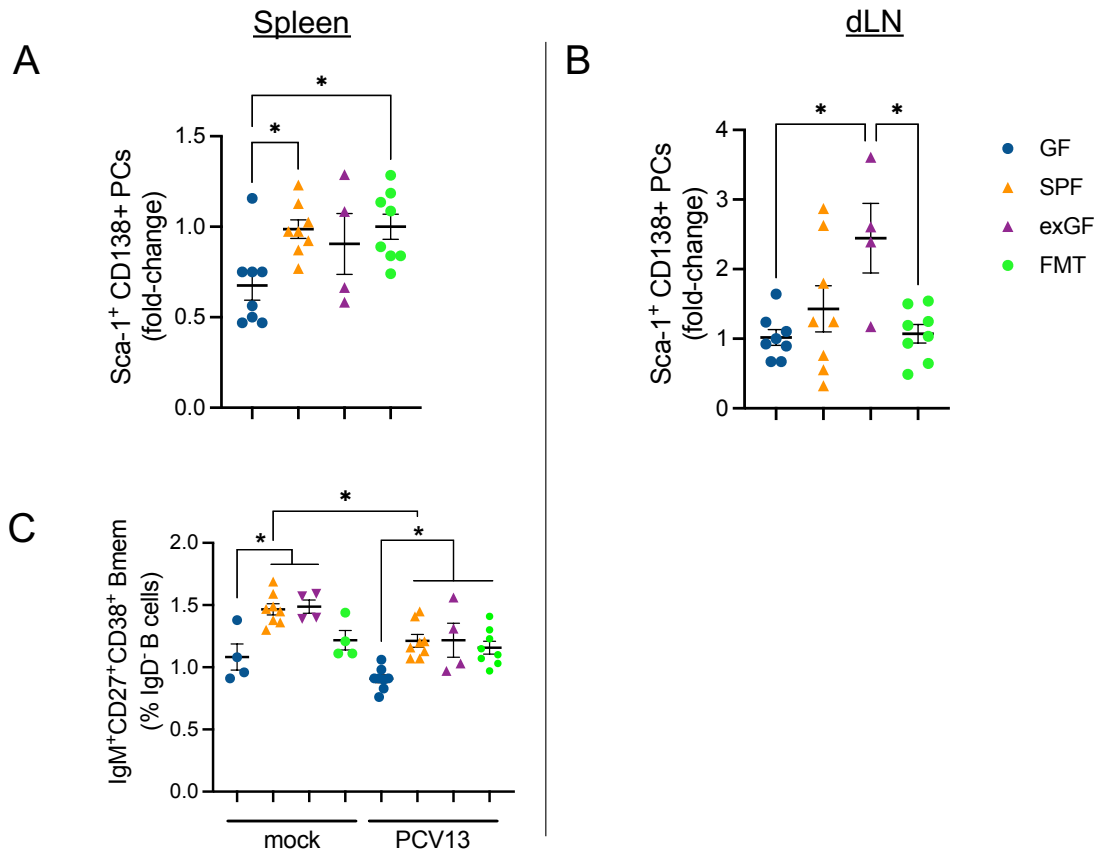 Spleen
A
*
*
Sca-1⁺ CD138+ PCs
(fold-change)
1.5
1.0
0.5
0.0
dLN
B
*
*
Sca-1⁺ CD138+ PCs
(fold-change)
4
3
2
1
0
GF
SPF
exGF
FMT
C
*
*
*
IgM⁺CD27⁺CD38⁺ Bmem
(% IgD⁻ B cells)
2.0
1.5
1.0
0.5
0.0
mock
PCV13